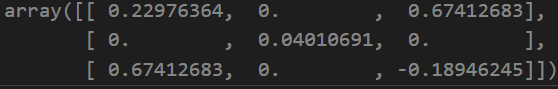 array([[ 0.22976364,  0.        ,  0.67412683],
       [ 0.        ,  0.04010691,  0.        ],
       [ 0.67412683,  0.        , -0.18946245]])